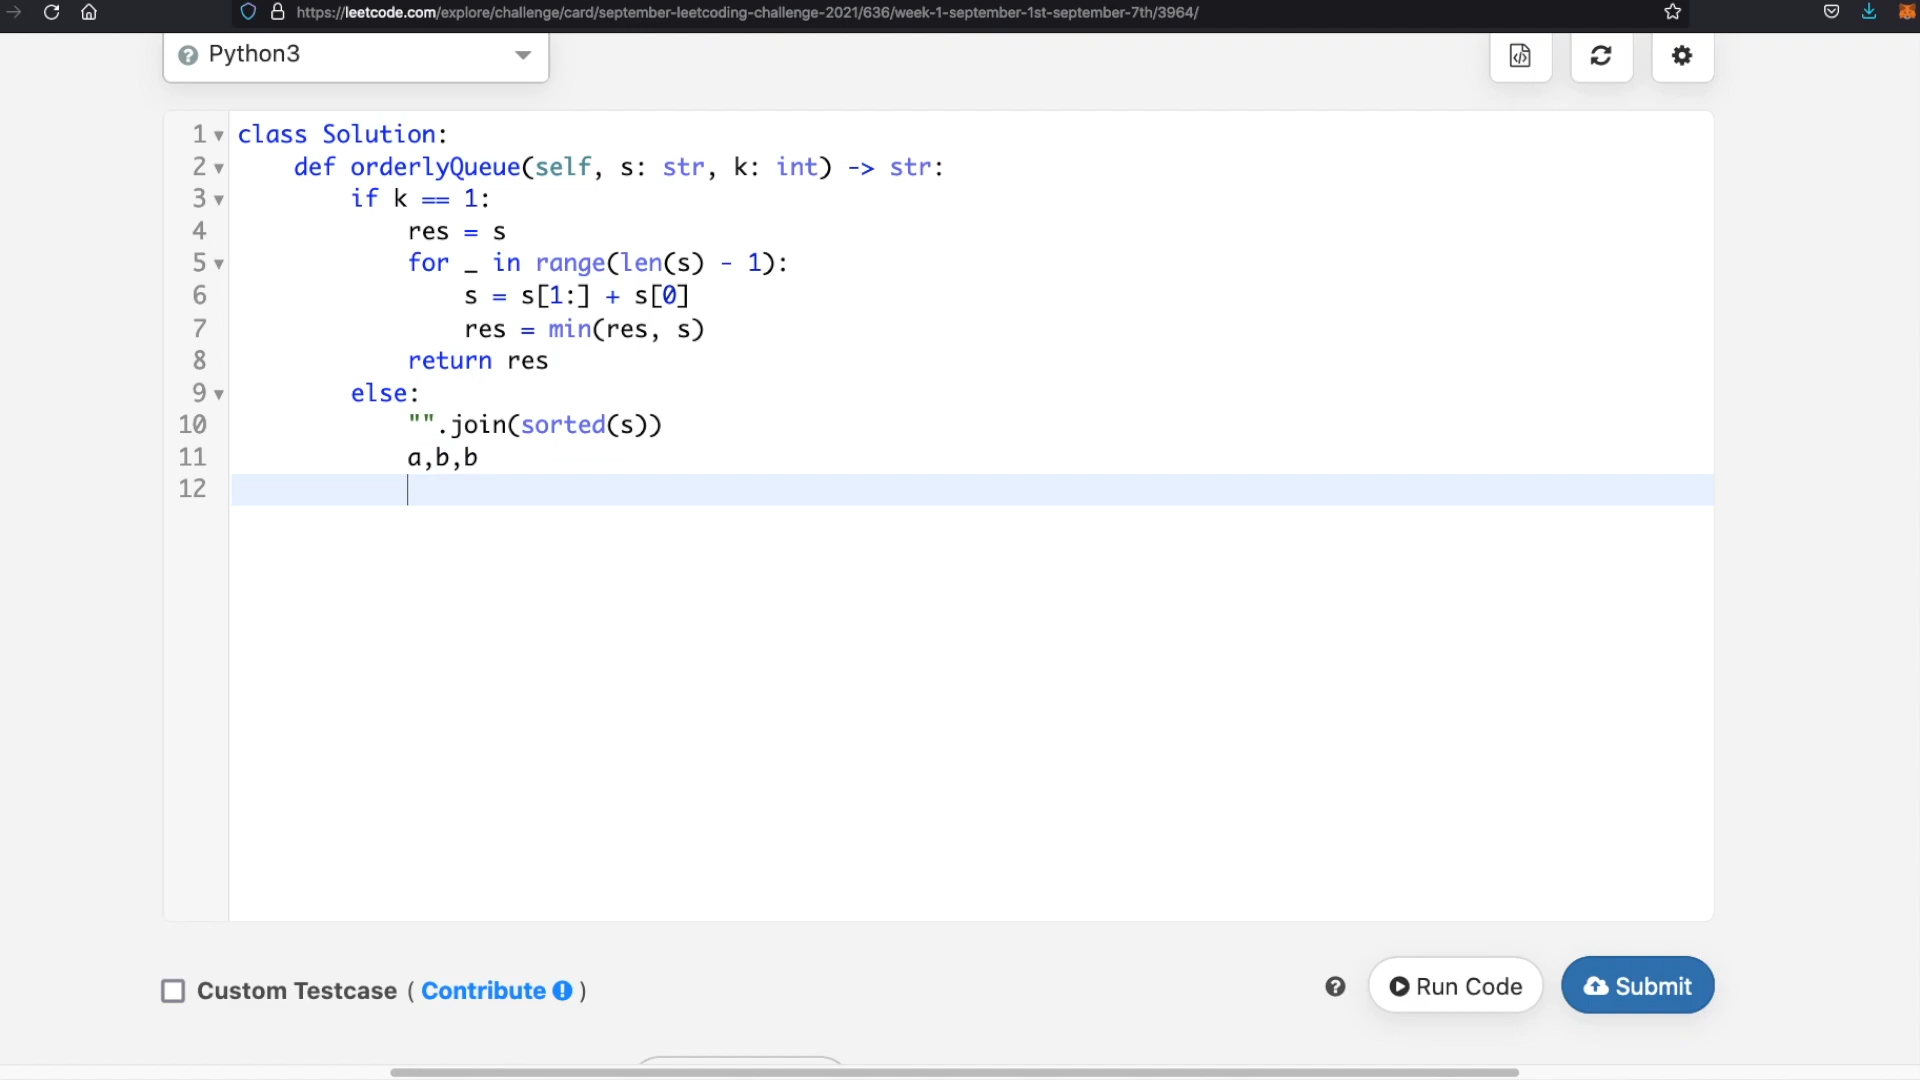 https://leetcode.com/explore/challenge/card/september-leetcoding-challenge-2021/636/week-1-september-1st-september-7th/3964/
Python3
1 class Solution:
2     def orderlyQueue(self, s: str, k: int) -> str:
3         if k == 1:
4             res = s
5             for _ in range(len(s) - 1):
6                 s = s[1:] + s[0]
7                 res = min(res, s)
8             return res
9         else:
10             "".join(sorted(s))
11             a,b,b
12
Custom Testcase ( Contribute )
Run Code
Submit